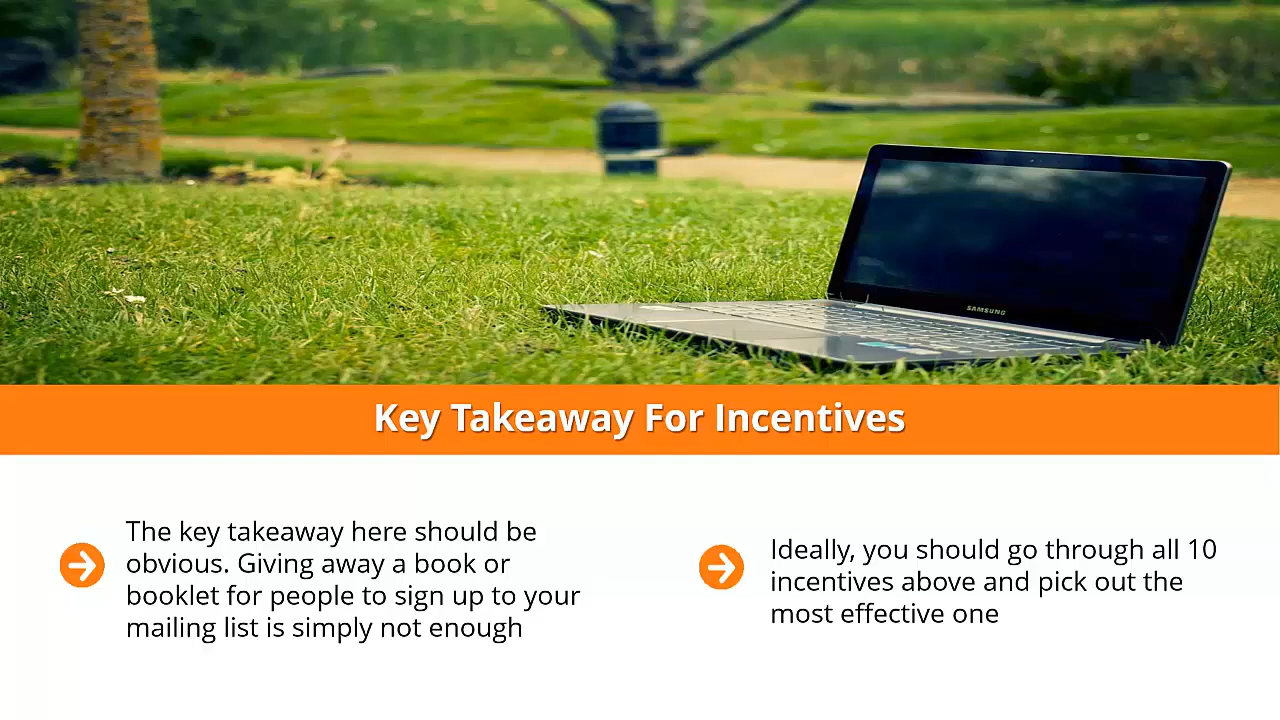 SAMSUNG
Key Takeaway For Incentives
The key takeaway here should be
obvious. Giving away a book or
booklet for people to sign up to your
mailing list is simply not enough
Ideally, you should go through all 10
incentives above and pick out the
most effective one